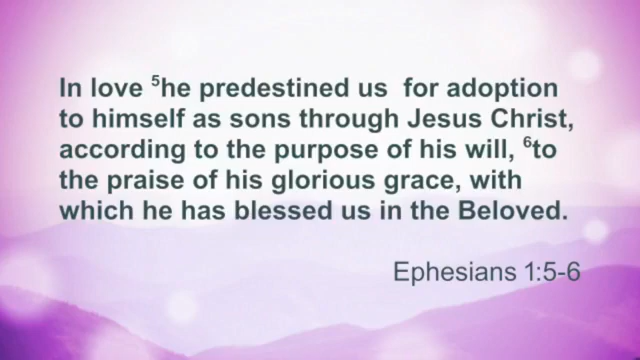 In love ⁵he predestined us for adoption
to himself as sons through Jesus Christ,
according to the purpose of his will, ⁶to
the praise of his glorious grace, with
which he has blessed us in the Beloved.
Ephesians 1:5-6